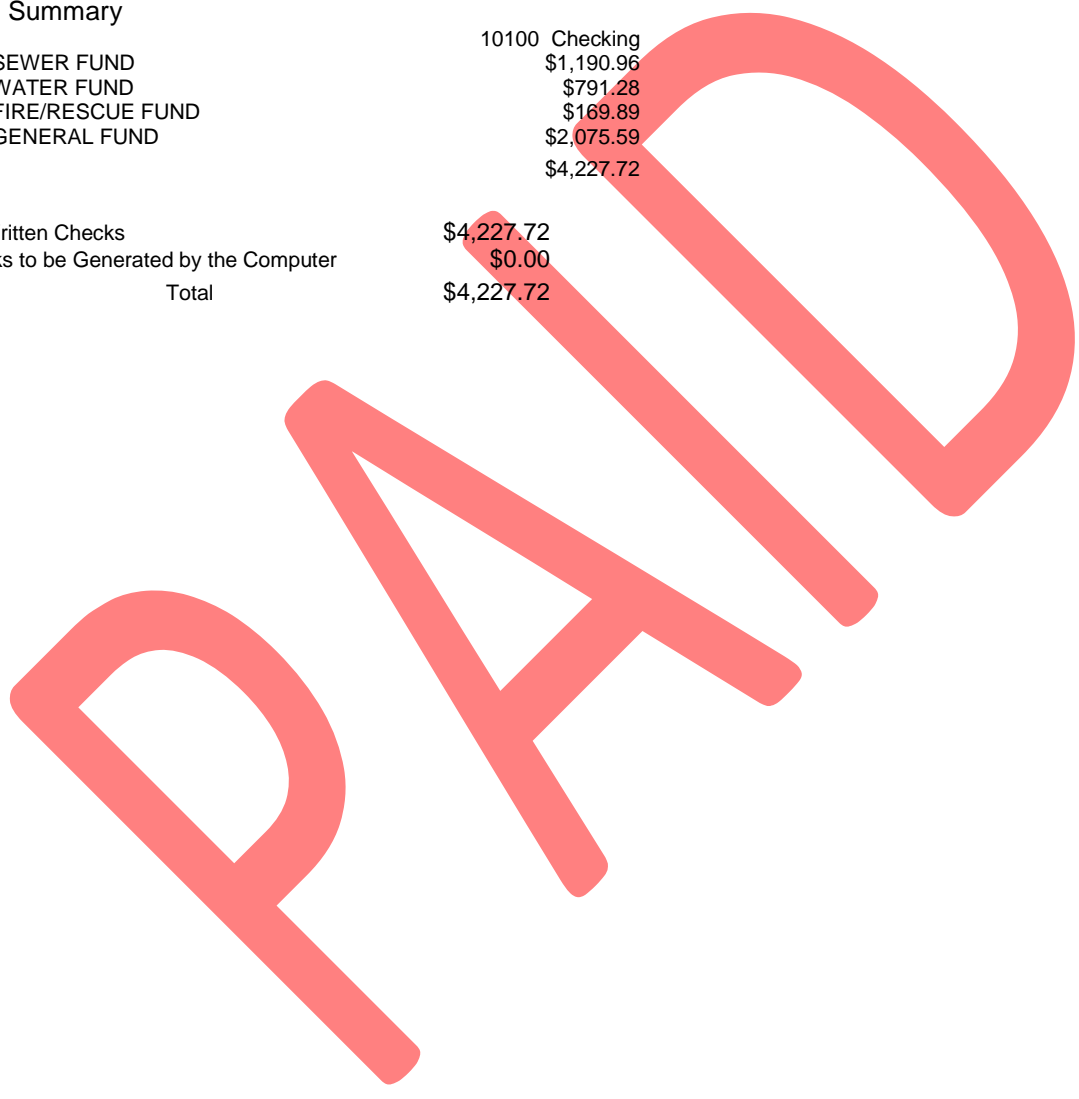 Summary
10100 Checking
SEWER FUND $1,190.96
WATER FUND $791.28
FIRE/RESCUE FUND $169.89
GENERAL FUND $2,075.59
$4,227.72
ritten Checks $4,227.72
ks to be Generated by the Computer $0.00
Total $4,227.72
PAID